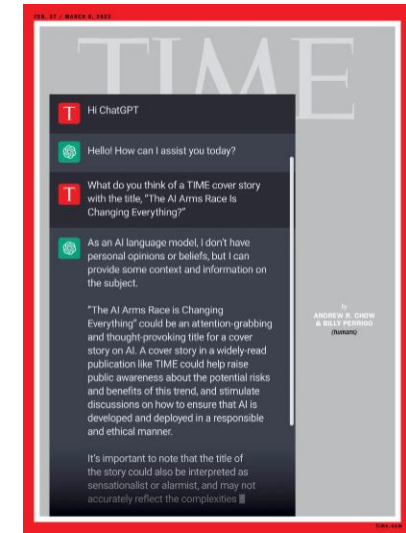 FEB. 27 / MARCH 6, 2023
TIME
Hi ChatGPT
Hello! How can I assist you today?
What do you think of a TIME cover story
with the title, "The AI Arms Race Is
Changing Everything?"
As an AI language model, I don't have
personal opinions or beliefs, but I can
provide some context and information on
the subject.
"The AI Arms Race is Changing
Everything" could be an attention-grabbing
and thought-provoking title for a cover
story on AI. A cover story in a widely-read
publication like TIME could help raise
public awareness about the potential risks
and benefits of this trend, and stimulate
discussions on how to ensure that AI is
developed and deployed in a responsible
and ethical manner.
It's important to note that the title of
the story could also be interpreted as
sensationalist or alarmist, and may not
accurately reflect the complexities
by
ANDREW R. CHOW
& BILLY PERRIGO
(humans)
time.com